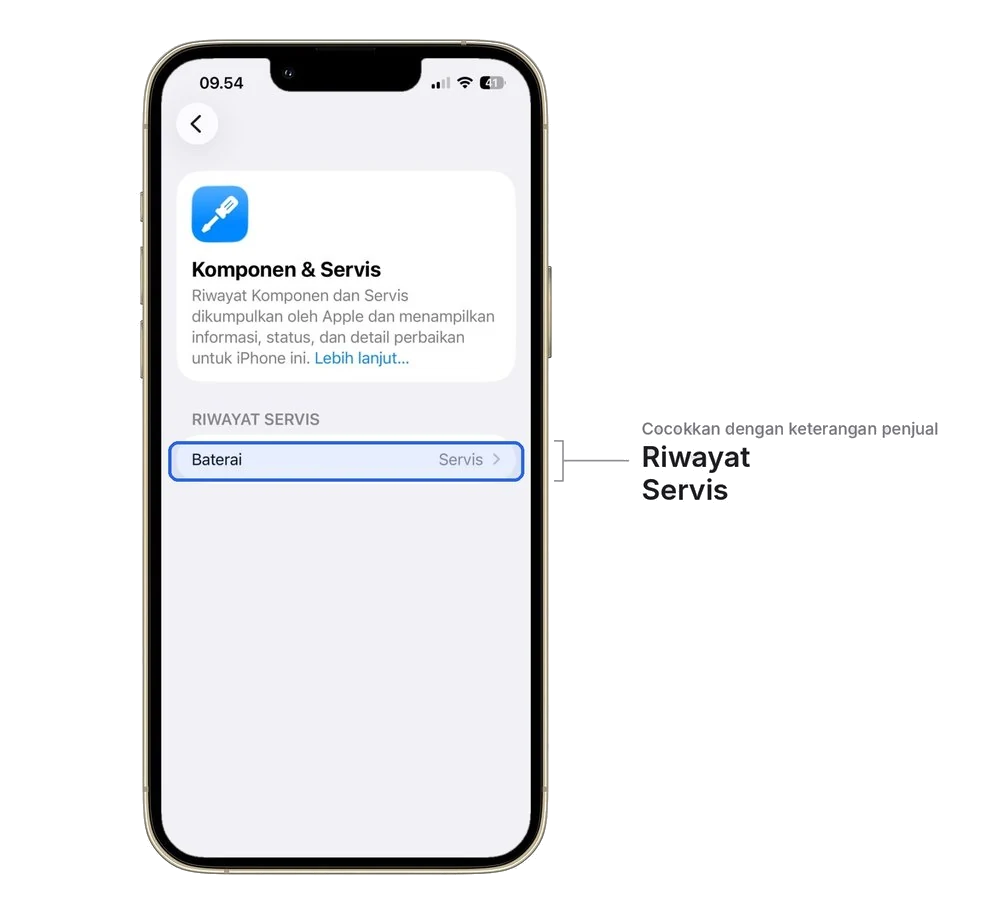 09.54
41
Komponen & Servis
Riwayat Komponen dan Servis
dikumpulkan oleh Apple dan menampilkan
informasi, status, dan detail perbaikan
untuk iPhone ini. Lebih lanjut...
RIWAYAT SERVIS
Baterai Servis
Cocokkan dengan keterangan penjual
Riwayat
Servis